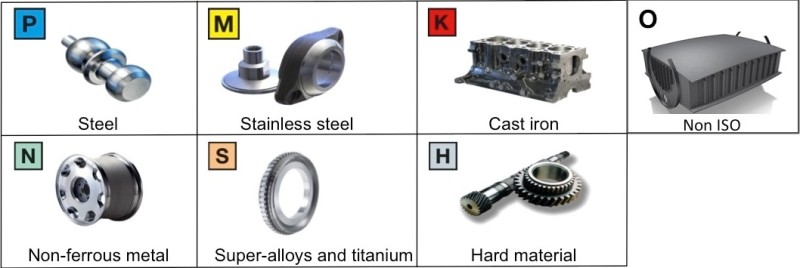 P
Steel
M
Stainless steel
K
Cast iron
O
Non ISO
N
Non-ferrous metal
S
Super-alloys and titanium
H
Hard material